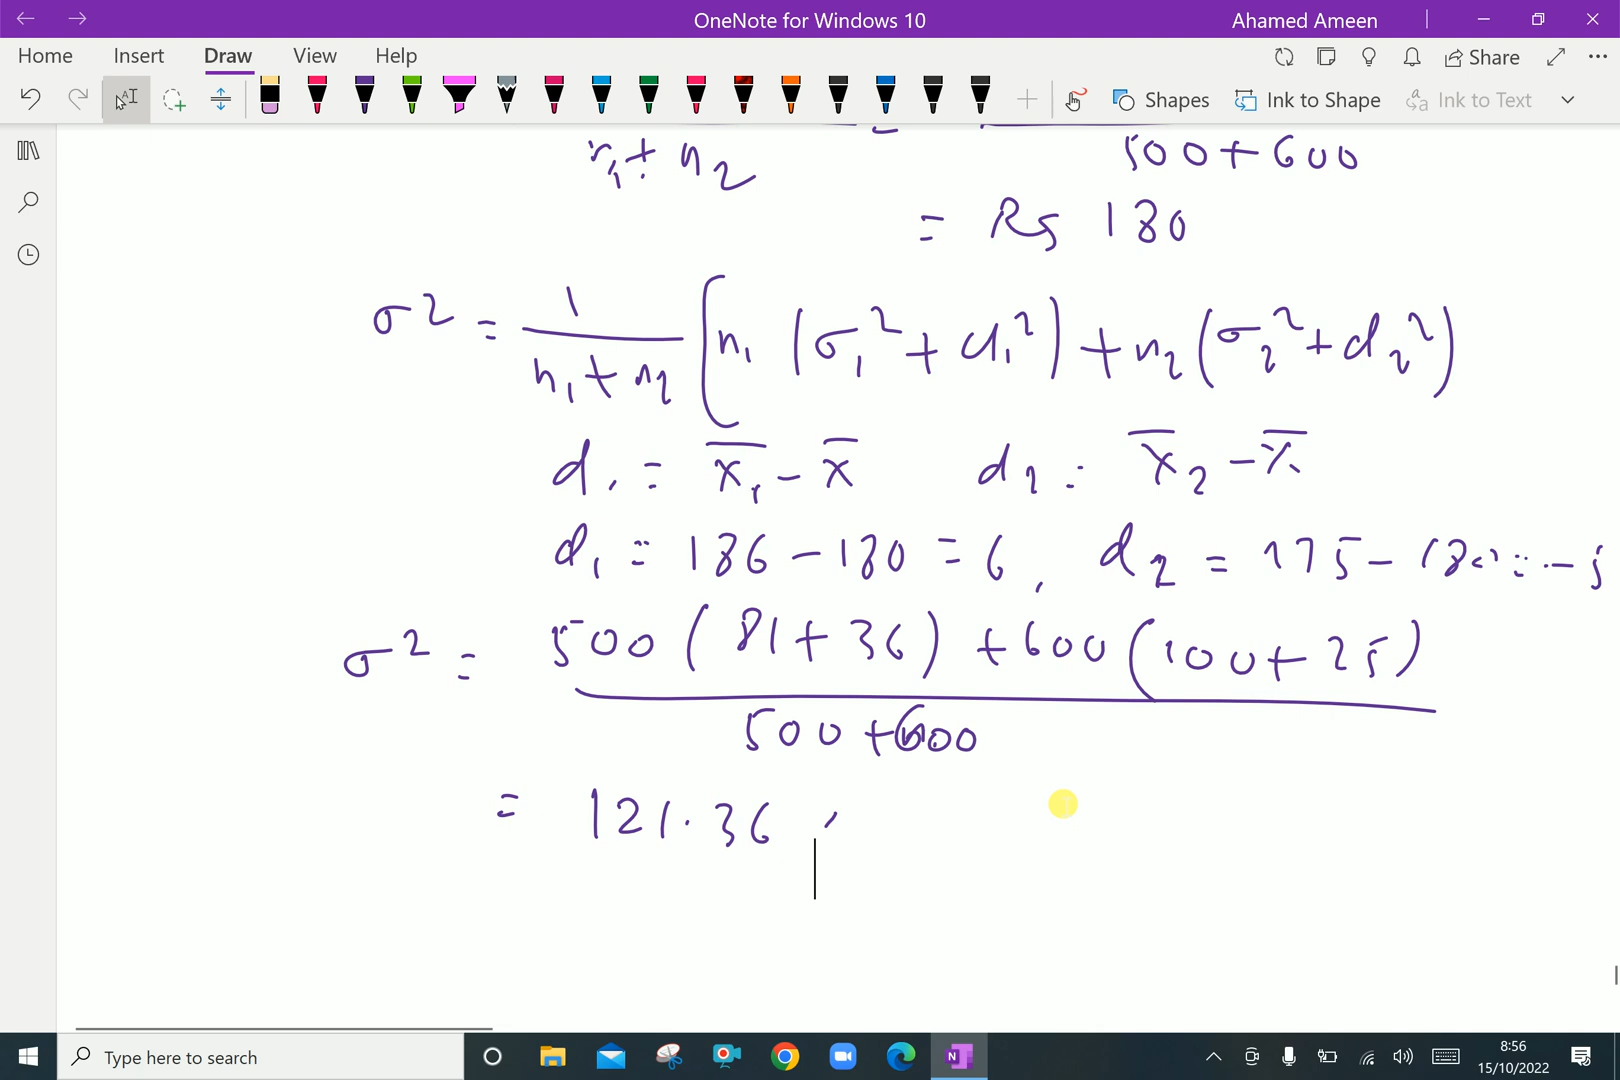 OneNote for Windows 10
Ahamed Ameen
Home Insert Draw View Help
Share
Shapes Ink to Shape Ink to Text
n₁ + n₂
500 + 600
= Rs 180
σ² = 1 / n₁ + n₂ [ n₁ (σ₁² + d₁²) + n₂ (σ₂² + d₂²)
d₁ = x̄₁ - x̄ d₂ = x̄₂ - x̄
d₁ = 186 - 180 = 6, d₂ = 175 - 180 = -5
σ² = 500 (81 + 36) + 600 (100 + 25)
500 + 600
= 121.36,
Type here to search
8:56
15/10/2022